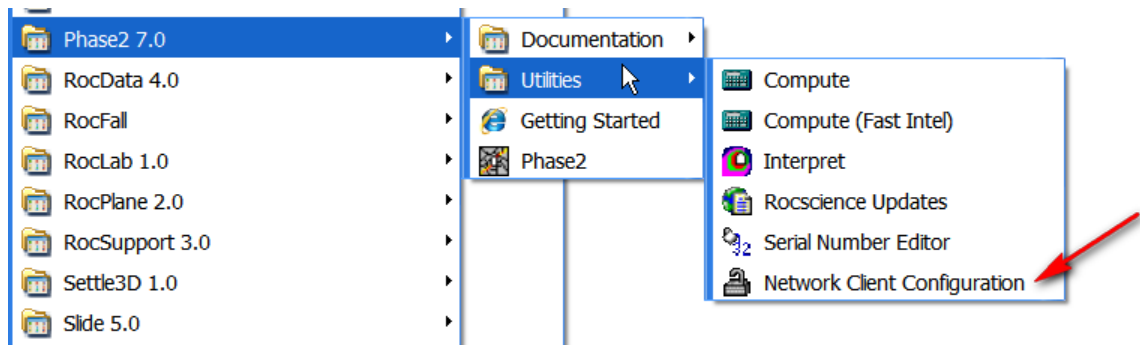 Phase2 7.0
RocData 4.0
RocFall
RocLab 1.0
RocPlane 2.0
RocSupport 3.0
Settle3D 1.0
Slide 5.0
Documentation
Utilities
Getting Started
Phase2
Compute
Compute (Fast Intel)
Interpret
Rocscience Updates
Serial Number Editor
Network Client Configuration